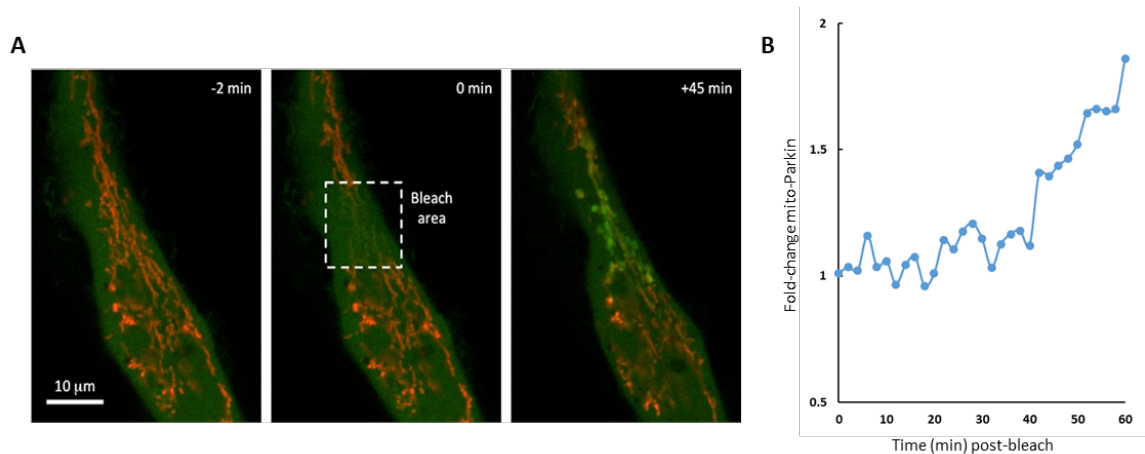 A
-2 min
0 min
+45 min
Bleach
area
10 µm
B
Fold-change mito-Parkin
2
1.5
1
0.5
0
10
20
30
40
50
60
Time (min) post-bleach